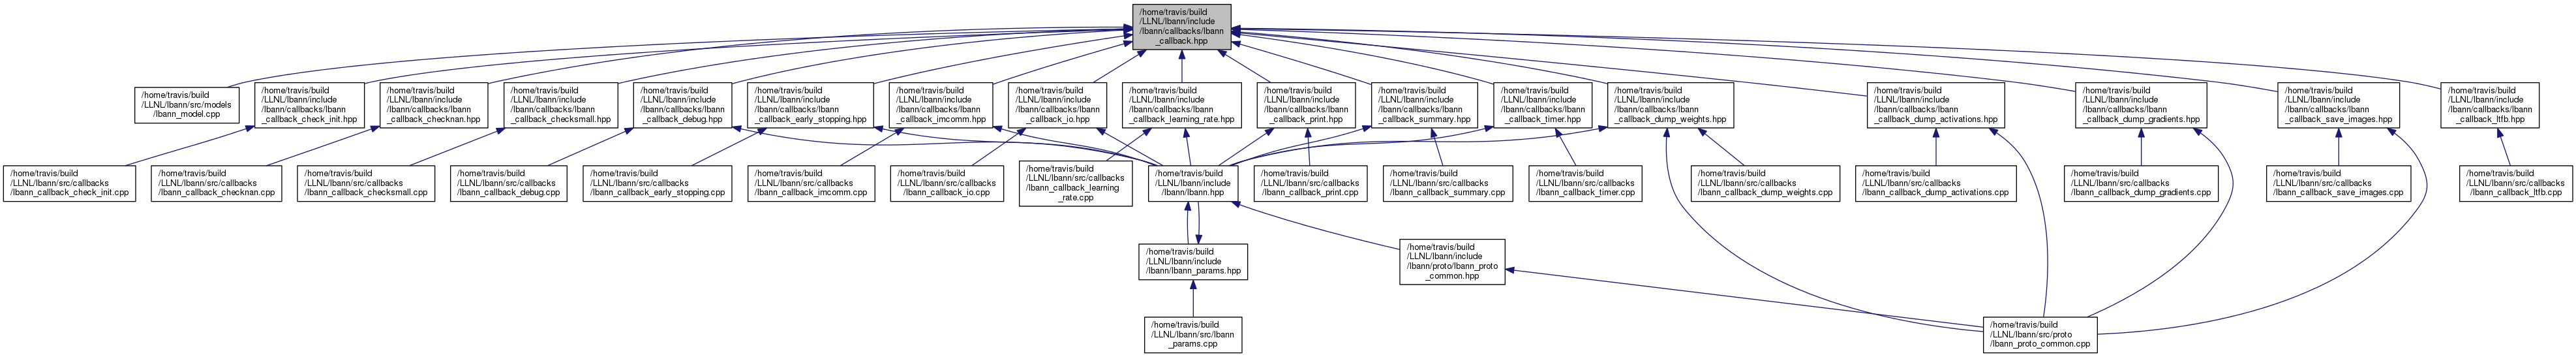 /home/travis/build
/LLNL/lbann/include
/lbann/callbacks/lbann
_callback.hpp
/home/travis/build
/LLNL/lbann/src/models
/lbann_model.cpp
/home/travis/build
/LLNL/lbann/include
/lbann/callbacks/lbann
_callback_check_init.hpp
/home/travis/build
/LLNL/lbann/include
/lbann/callbacks/lbann
_callback_checknan.hpp
/home/travis/build
/LLNL/lbann/include
/lbann/callbacks/lbann
_callback_checksmall.hpp
/home/travis/build
/LLNL/lbann/include
/lbann/callbacks/lbann
_callback_debug.hpp
/home/travis/build
/LLNL/lbann/include
/lbann/callbacks/lbann
_callback_early_stopping.hpp
/home/travis/build
/LLNL/lbann/include
/lbann/callbacks/lbann
_callback_imcomm.hpp
/home/travis/build
/LLNL/lbann/include
/lbann/callbacks/lbann
_callback_io.hpp
/home/travis/build
/LLNL/lbann/include
/lbann/callbacks/lbann
_callback_learning_rate.hpp
/home/travis/build
/LLNL/lbann/include
/lbann/callbacks/lbann
_callback_print.hpp
/home/travis/build
/LLNL/lbann/include
/lbann/callbacks/lbann
_callback_summary.hpp
/home/travis/build
/LLNL/lbann/include
/lbann/callbacks/lbann
_callback_timer.hpp
/home/travis/build
/LLNL/lbann/include
/lbann/callbacks/lbann
_callback_dump_weights.hpp
/home/travis/build
/LLNL/lbann/include
/lbann/callbacks/lbann
_callback_dump_activations.hpp
/home/travis/build
/LLNL/lbann/include
/lbann/callbacks/lbann
_callback_dump_gradients.hpp
/home/travis/build
/LLNL/lbann/include
/lbann/callbacks/lbann
_callback_save_images.hpp
/home/travis/build
/LLNL/lbann/include
/lbann/callbacks/lbann
_callback_ltfb.hpp
/home/travis/build
/LLNL/lbann/src/callbacks
/lbann_callback_check_init.cpp
/home/travis/build
/LLNL/lbann/src/callbacks
/lbann_callback_checknan.cpp
/home/travis/build
/LLNL/lbann/src/callbacks
/lbann_callback_checksmall.cpp
/home/travis/build
/LLNL/lbann/src/callbacks
/lbann_callback_debug.cpp
/home/travis/build
/LLNL/lbann/src/callbacks
/lbann_callback_early_stopping.cpp
/home/travis/build
/LLNL/lbann/src/callbacks
/lbann_callback_imcomm.cpp
/home/travis/build
/LLNL/lbann/src/callbacks
/lbann_callback_io.cpp
/home/travis/build
/LLNL/lbann/src/callbacks
/lbann_callback_learning
_rate.cpp
/home/travis/build
/LLNL/lbann/include
/lbann/lbann.hpp
/home/travis/build
/LLNL/lbann/src/callbacks
/lbann_callback_print.cpp
/home/travis/build
/LLNL/lbann/src/callbacks
/lbann_callback_summary.cpp
/home/travis/build
/LLNL/lbann/src/callbacks
/lbann_callback_timer.cpp
/home/travis/build
/LLNL/lbann/src/callbacks
/lbann_callback_dump_weights.cpp
/home/travis/build
/LLNL/lbann/src/callbacks
/lbann_callback_dump_activations.cpp
/home/travis/build
/LLNL/lbann/src/callbacks
/lbann_callback_dump_gradients.cpp
/home/travis/build
/LLNL/lbann/src/callbacks
/lbann_callback_save_images.cpp
/home/travis/build
/LLNL/lbann/src/callbacks
/lbann_callback_ltfb.cpp
/home/travis/build
/LLNL/lbann/include
/lbann/lbann_params.hpp
/home/travis/build
/LLNL/lbann/include
/lbann/proto/lbann_proto
_common.hpp
/home/travis/build
/LLNL/lbann/src/lbann
_params.cpp
/home/travis/build
/LLNL/lbann/src/proto
/lbann_proto_common.cpp